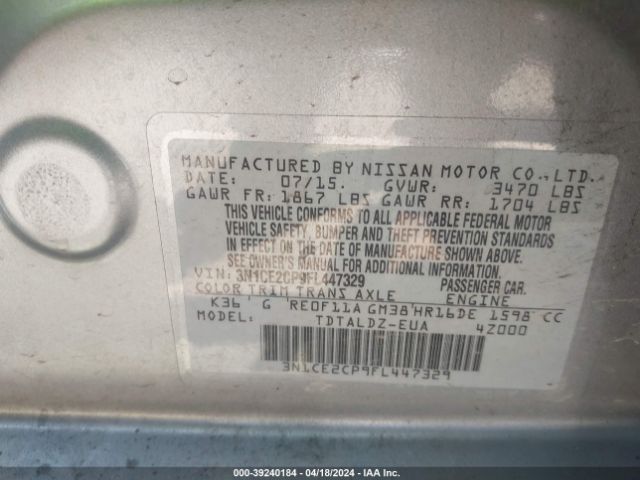 MANUFACTURED BY NISSAN MOTOR CO.,LTD.
DATE: 07/15. GVWR: 3470 LBS
GAWR FR: 1867 LBS GAWR RR: 1704 LBS
THIS VEHICLE CONFORMS TO ALL APPLICABLE FEDERAL MOTOR
VEHICLE SAFETY, BUMPER AND THEFT PREVENTION STANDARDS
IN EFFECT ON THE DATE OF MANUFACTURE SHOWN ABOVE.
SEE OWNER'S MANUAL FOR ADDITIONAL INFORMATION.
VIN: 3N1CE2CP9FL447329 PASSENGER CAR.
COLOR TRIM TRANS AXLE ENGINE
K36 G RE0F11A GM38 HR16DE 1598 CC
MODEL: TDTALDZ-EUA 4Z000
3N1CE2CP9FL447329
000-39240184 / 04/18/2024 - IAA Inc.